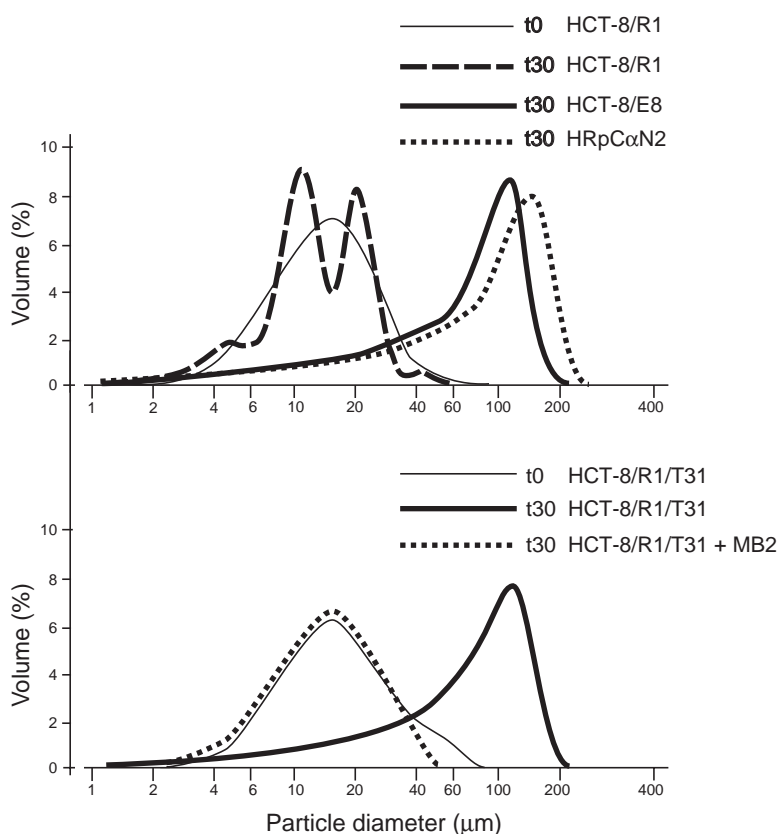 t0 HCT-8/R1
t30 HCT-8/R1
t30 HCT-8/E8
t30 HRpCαN2
Volume (%)
10
8
6
4
2
0
1 2 4 6 10 20 40 60 100 200 400
t0 HCT-8/R1/T31
t30 HCT-8/R1/T31
t30 HCT-8/R1/T31 + MB2
Volume (%)
10
8
6
4
2
0
1 2 4 6 10 20 40 60 100 200 400
Particle diameter (μm)